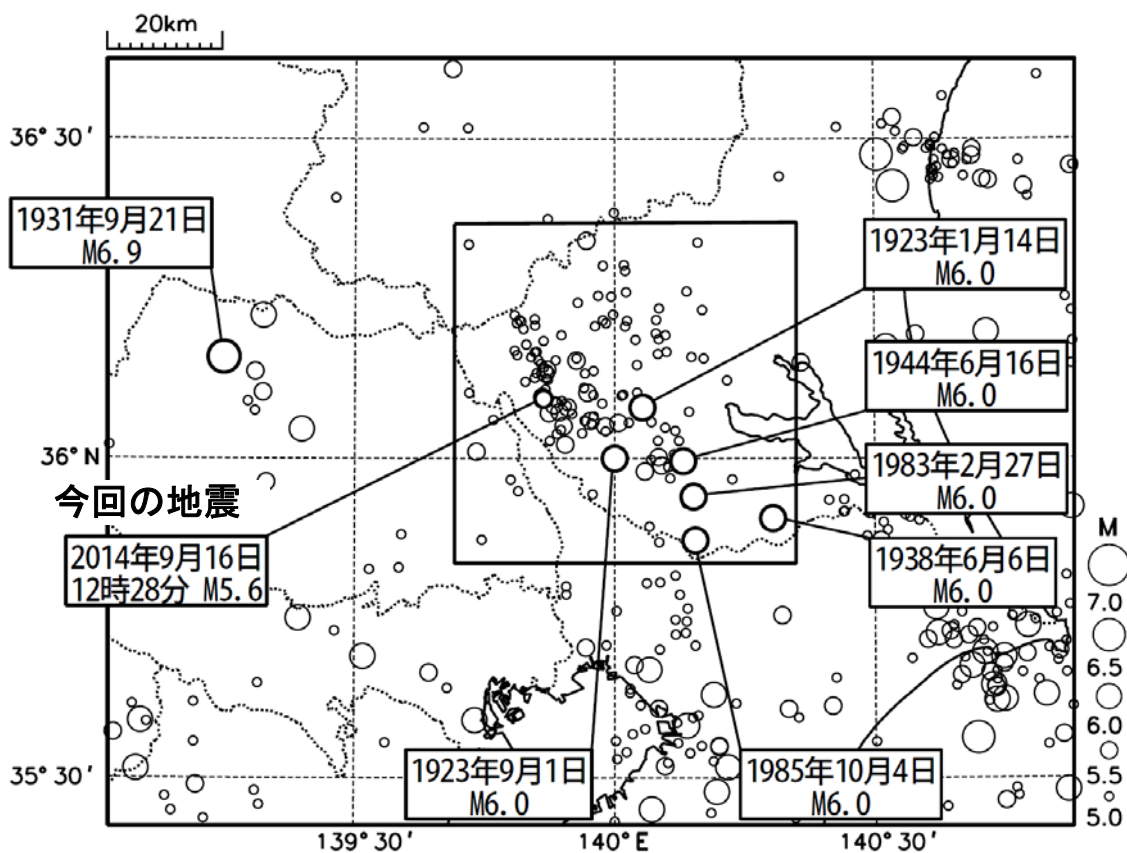 20km
36°30′
1931年9月21日
M6.9
1923年1月14日
M6.0
1944年6月16日
M6.0
36°N
1983年2月27日
M6.0
今回の地震
2014年9月16日
12時28分 M5.6
1938年6月6日
M6.0
M
7.0
6.5
6.0
5.5
5.0
1923年9月1日
M6.0
1985年10月4日
M6.0
35°30′
139°30′
140°E
140°30′